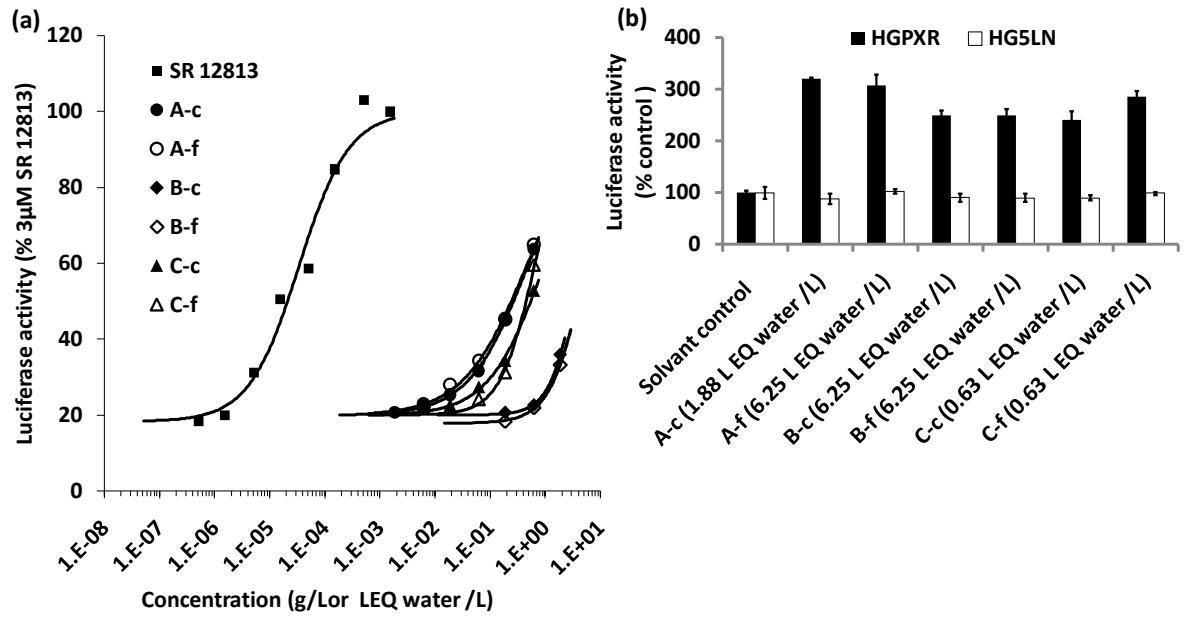 (a)
120
100
80
60
40
20
0
Luciferase activity (% 3µM SR 12813)
SR 12813
A-c
A-f
B-c
B-f
C-c
C-f
1.E-08
1.E-07
1.E-06
1.E-05
1.E-04
1.E-03
1.E-02
1.E-01
1.E+00
1.E+01
Concentration (g/Lor LEQ water /L)
(b)
HGPXR
HG5LN
400
300
200
100
0
Luciferase activity
(% control )
Solvant control
A-c (1.88 L EQ water /L)
A-f (6.25 L EQ water /L)
B-c (6.25 L EQ water /L)
B-f (6.25 L EQ water /L)
C-c (0.63 L EQ water /L)
C-f (0.63 L EQ water /L)